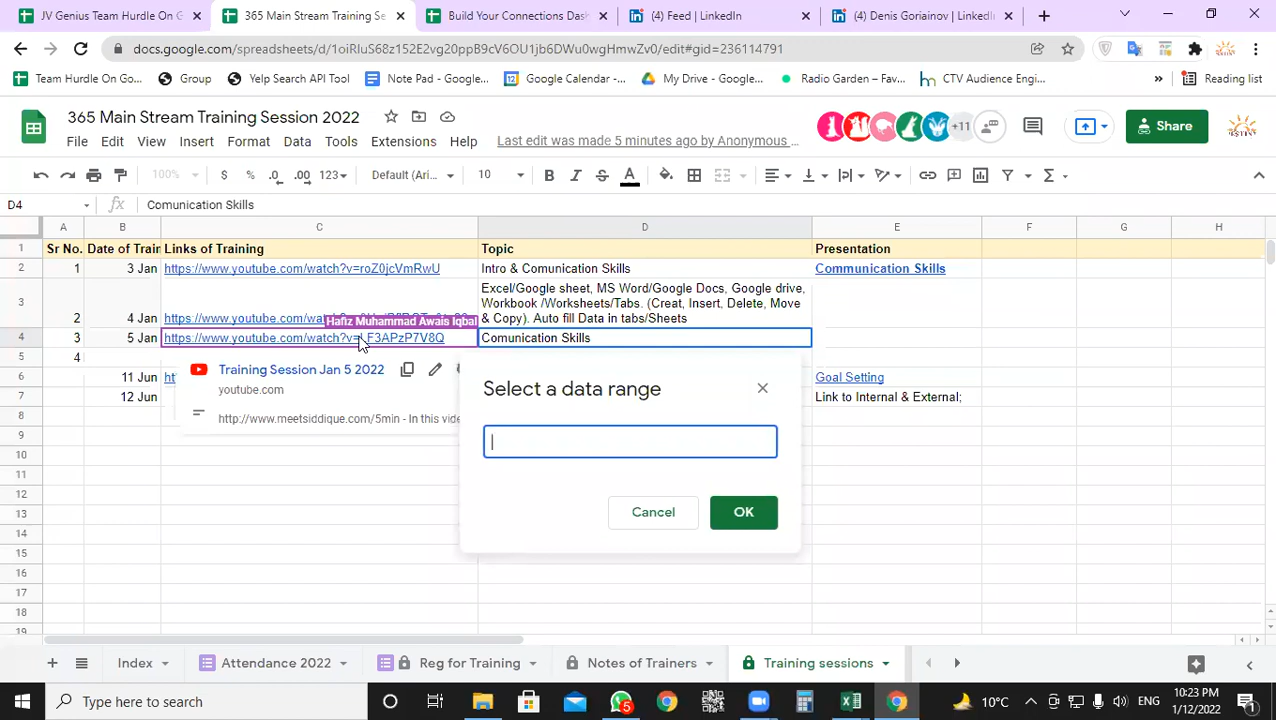 JV Genius Team Hurdle On G
365 Main Stream Training Se
Build Your Connections Das
(4) Feed | LinkedIn
(4) Denis Goriainov | LinkedIn
docs.google.com/spreadsheets/d/1oiRluS68z152E2vg20pPB9cV6OU1jb6DWu0wgHmwZv0/edit#gid=236114791
Team Hurdle On Go...
Group
Yelp Search API Tool
Note Pad - Google...
Google Calendar -...
My Drive - Google...
Radio Garden – Fav...
CTV Audience Engi...
»
Reading list
365 Main Stream Training Session 2022
+11
Share
File Edit View Insert Format Data Tools Extensions Help
Last edit was made 5 minutes ago by Anonymous ...
100% $ % .0 .00 123 Default (Ari... 10 B I S A
D4 fx Comunication Skills
A B C D E F G H
1 Sr No. Date of Train Links of Training Topic Presentation
2 1 3 Jan https://www.youtube.com/watch?v=roZ0jcVmRwU Intro & Comunication Skills Communication Skills
Excel/Google sheet, MS Word/Google Docs, Google drive,
3 Workbook /Worksheets/Tabs. (Creat, Insert, Delete, Move
2 4 Jan & Copy). Auto fill Data in tabs/Sheets
Hafiz Muhammad Awais Iqbal
4 3 5 Jan https://www.youtube.com/watch?v= F3APzP7V8Q Comunication Skills
5 4
Training Session Jan 5 2022
youtube.com
http://www.meetsiddique.com/5min - In this vide
6 11 Jun Goal Setting
7 12 Jun Link to Internal & External;
8
9
10
11
12
13
14
15
16
17
18
19
Select a data range
Cancel OK
Index Attendance 2022 Reg for Training Notes of Trainers Training sessions
Type here to search
5
10°C
ENG
10:23 PM
1/12/2022
1